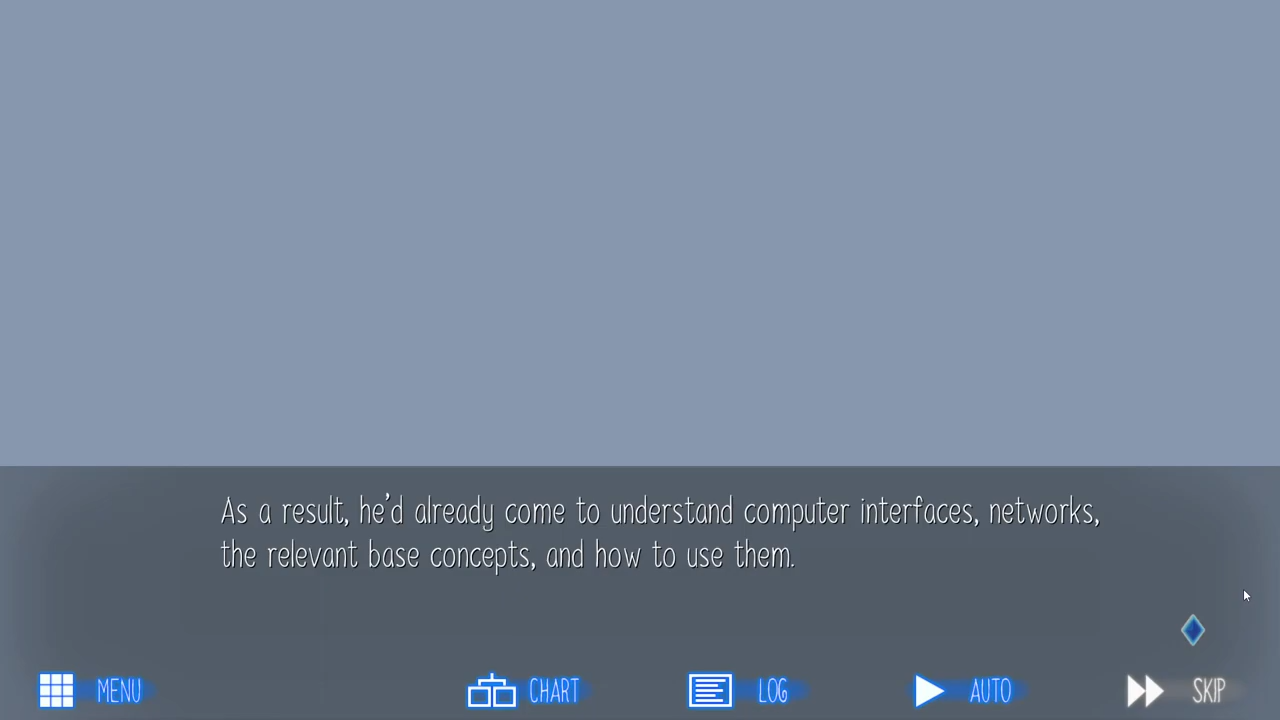 As a result, he'd already come to understand computer interfaces, networks,
the relevant base concepts, and how to use them.
MENU CHART LOG AUTO SKIP